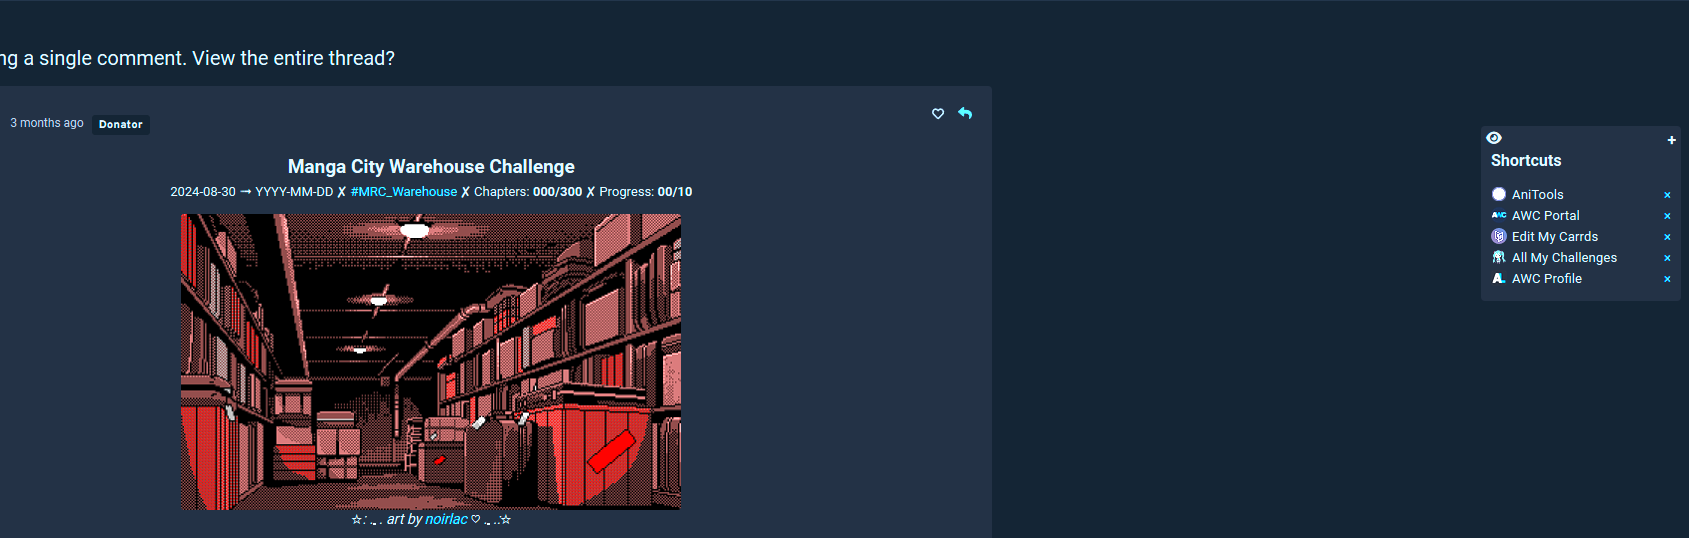 ng a single comment. View the entire thread?
3 months ago Donator
Manga City Warehouse Challenge
2024-08-30 → YYYY-MM-DD ✗ #MRC_Warehouse ✗ Chapters: 000/300 ✗ Progress: 00/10
☆: ._ . art by noirlac ♡ ._ ..☆
+
Shortcuts
AniTools ×
AWC AWC Portal ×
Edit My Carrds ×
All My Challenges ×
A. AWC Profile ×